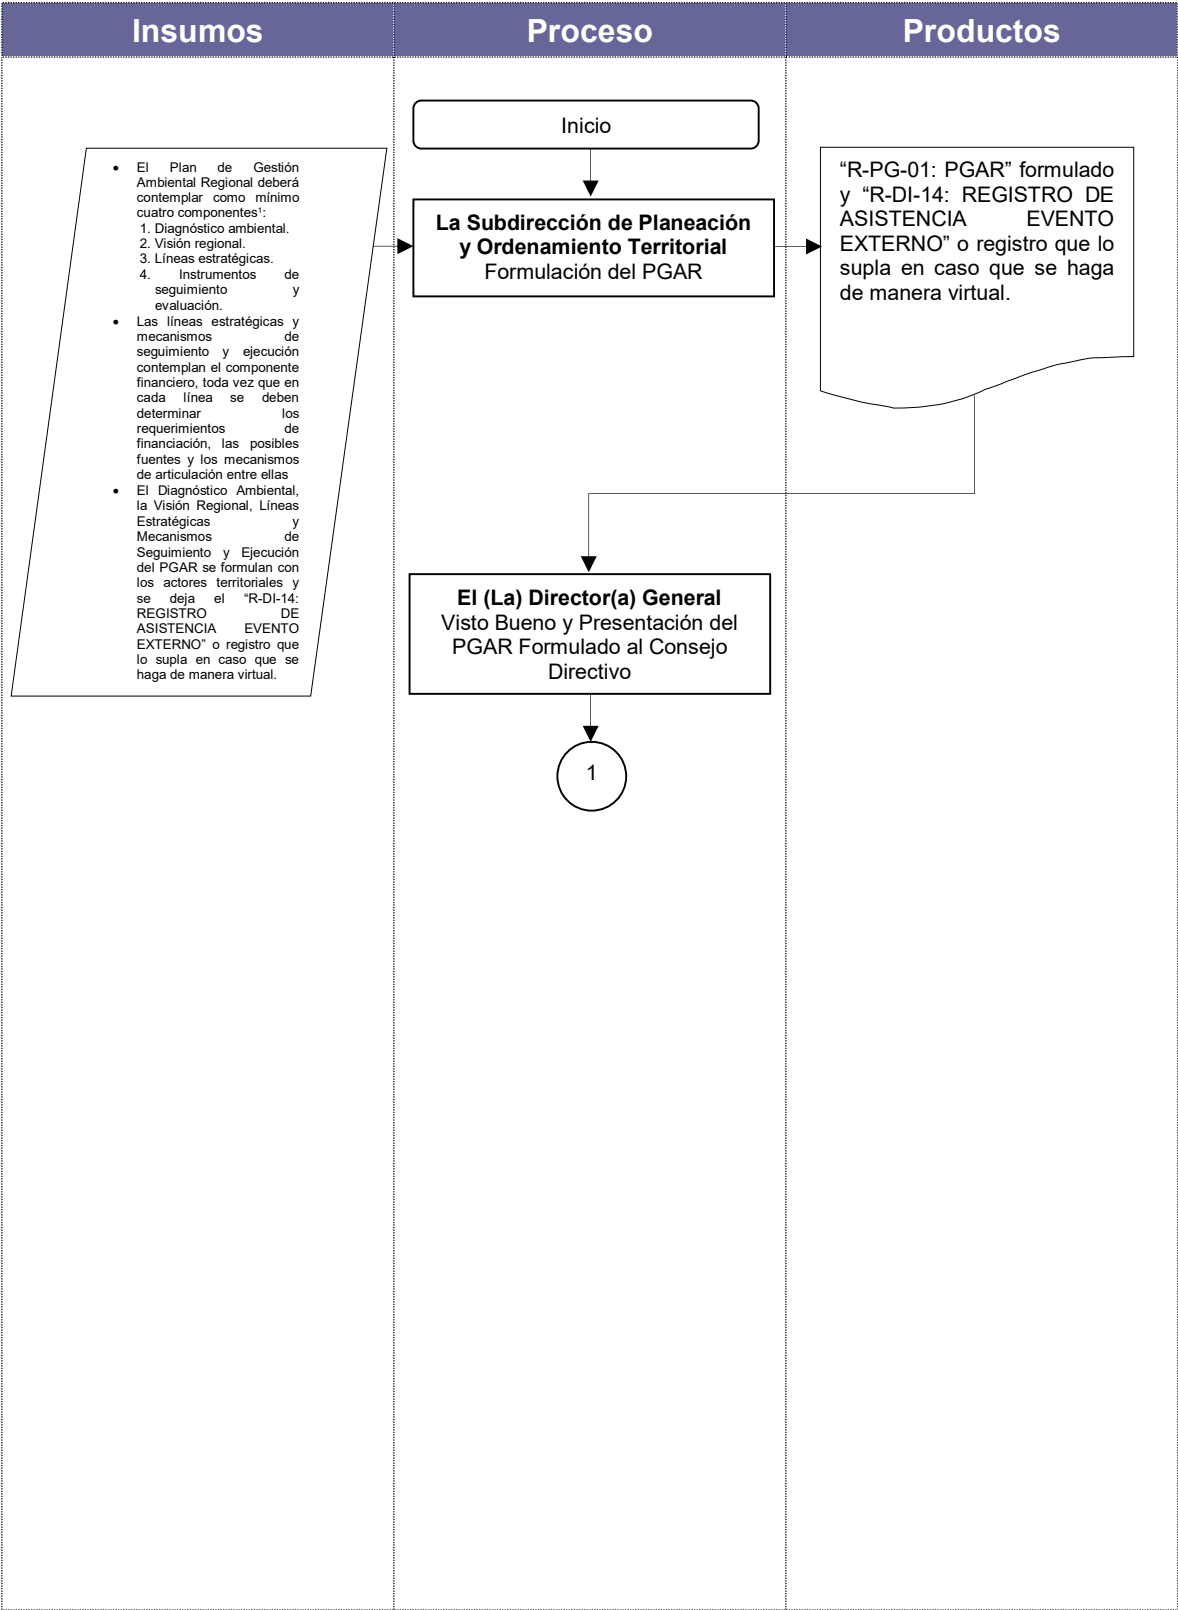 Insumos
Proceso
Productos
Inicio
• El Plan de Gestión
Ambiental Regional deberá
contemplar como mínimo
cuatro componentes¹:
1. Diagnóstico ambiental.
2. Visión regional.
3. Líneas estratégicas.
4. Instrumentos de
seguimiento y
evaluación.
• Las líneas estratégicas y
mecanismos de
seguimiento y ejecución
contemplan el componente
financiero, toda vez que en
cada línea se deben
determinar los
requerimientos de
financiación, las posibles
fuentes y los mecanismos
de articulación entre ellas
• El Diagnóstico Ambiental,
la Visión Regional, Líneas
Estratégicas y
Mecanismos de
Seguimiento y Ejecución
del PGAR se formulan con
los actores territoriales y
se deja el “R-DI-14:
REGISTRO DE
ASISTENCIA EVENTO
EXTERNO” o registro que
lo supla en caso que se
haga de manera virtual.
La Subdirección de Planeación
y Ordenamiento Territorial
Formulación del PGAR
“R-PG-01: PGAR” formulado
y “R-DI-14: REGISTRO DE
ASISTENCIA EVENTO
EXTERNO” o registro que lo
supla en caso que se haga
de manera virtual.
El (La) Director(a) General
Visto Bueno y Presentación del
PGAR Formulado al Consejo
Directivo
1